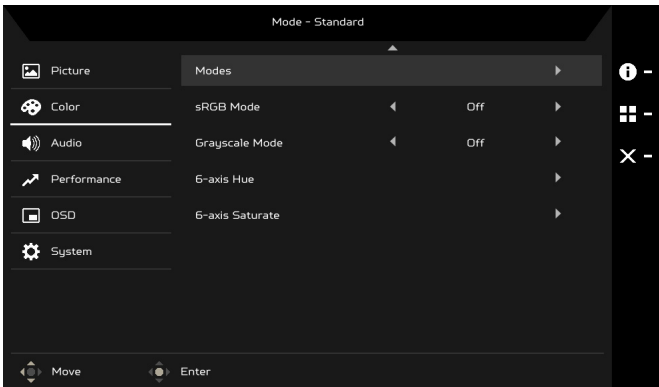 Mode - Standard
Picture
Modes
Color
sRGB Mode
Off
Audio
Grayscale Mode
Off
Performance
6-axis Hue
OSD
6-axis Saturate
System
Move
Enter